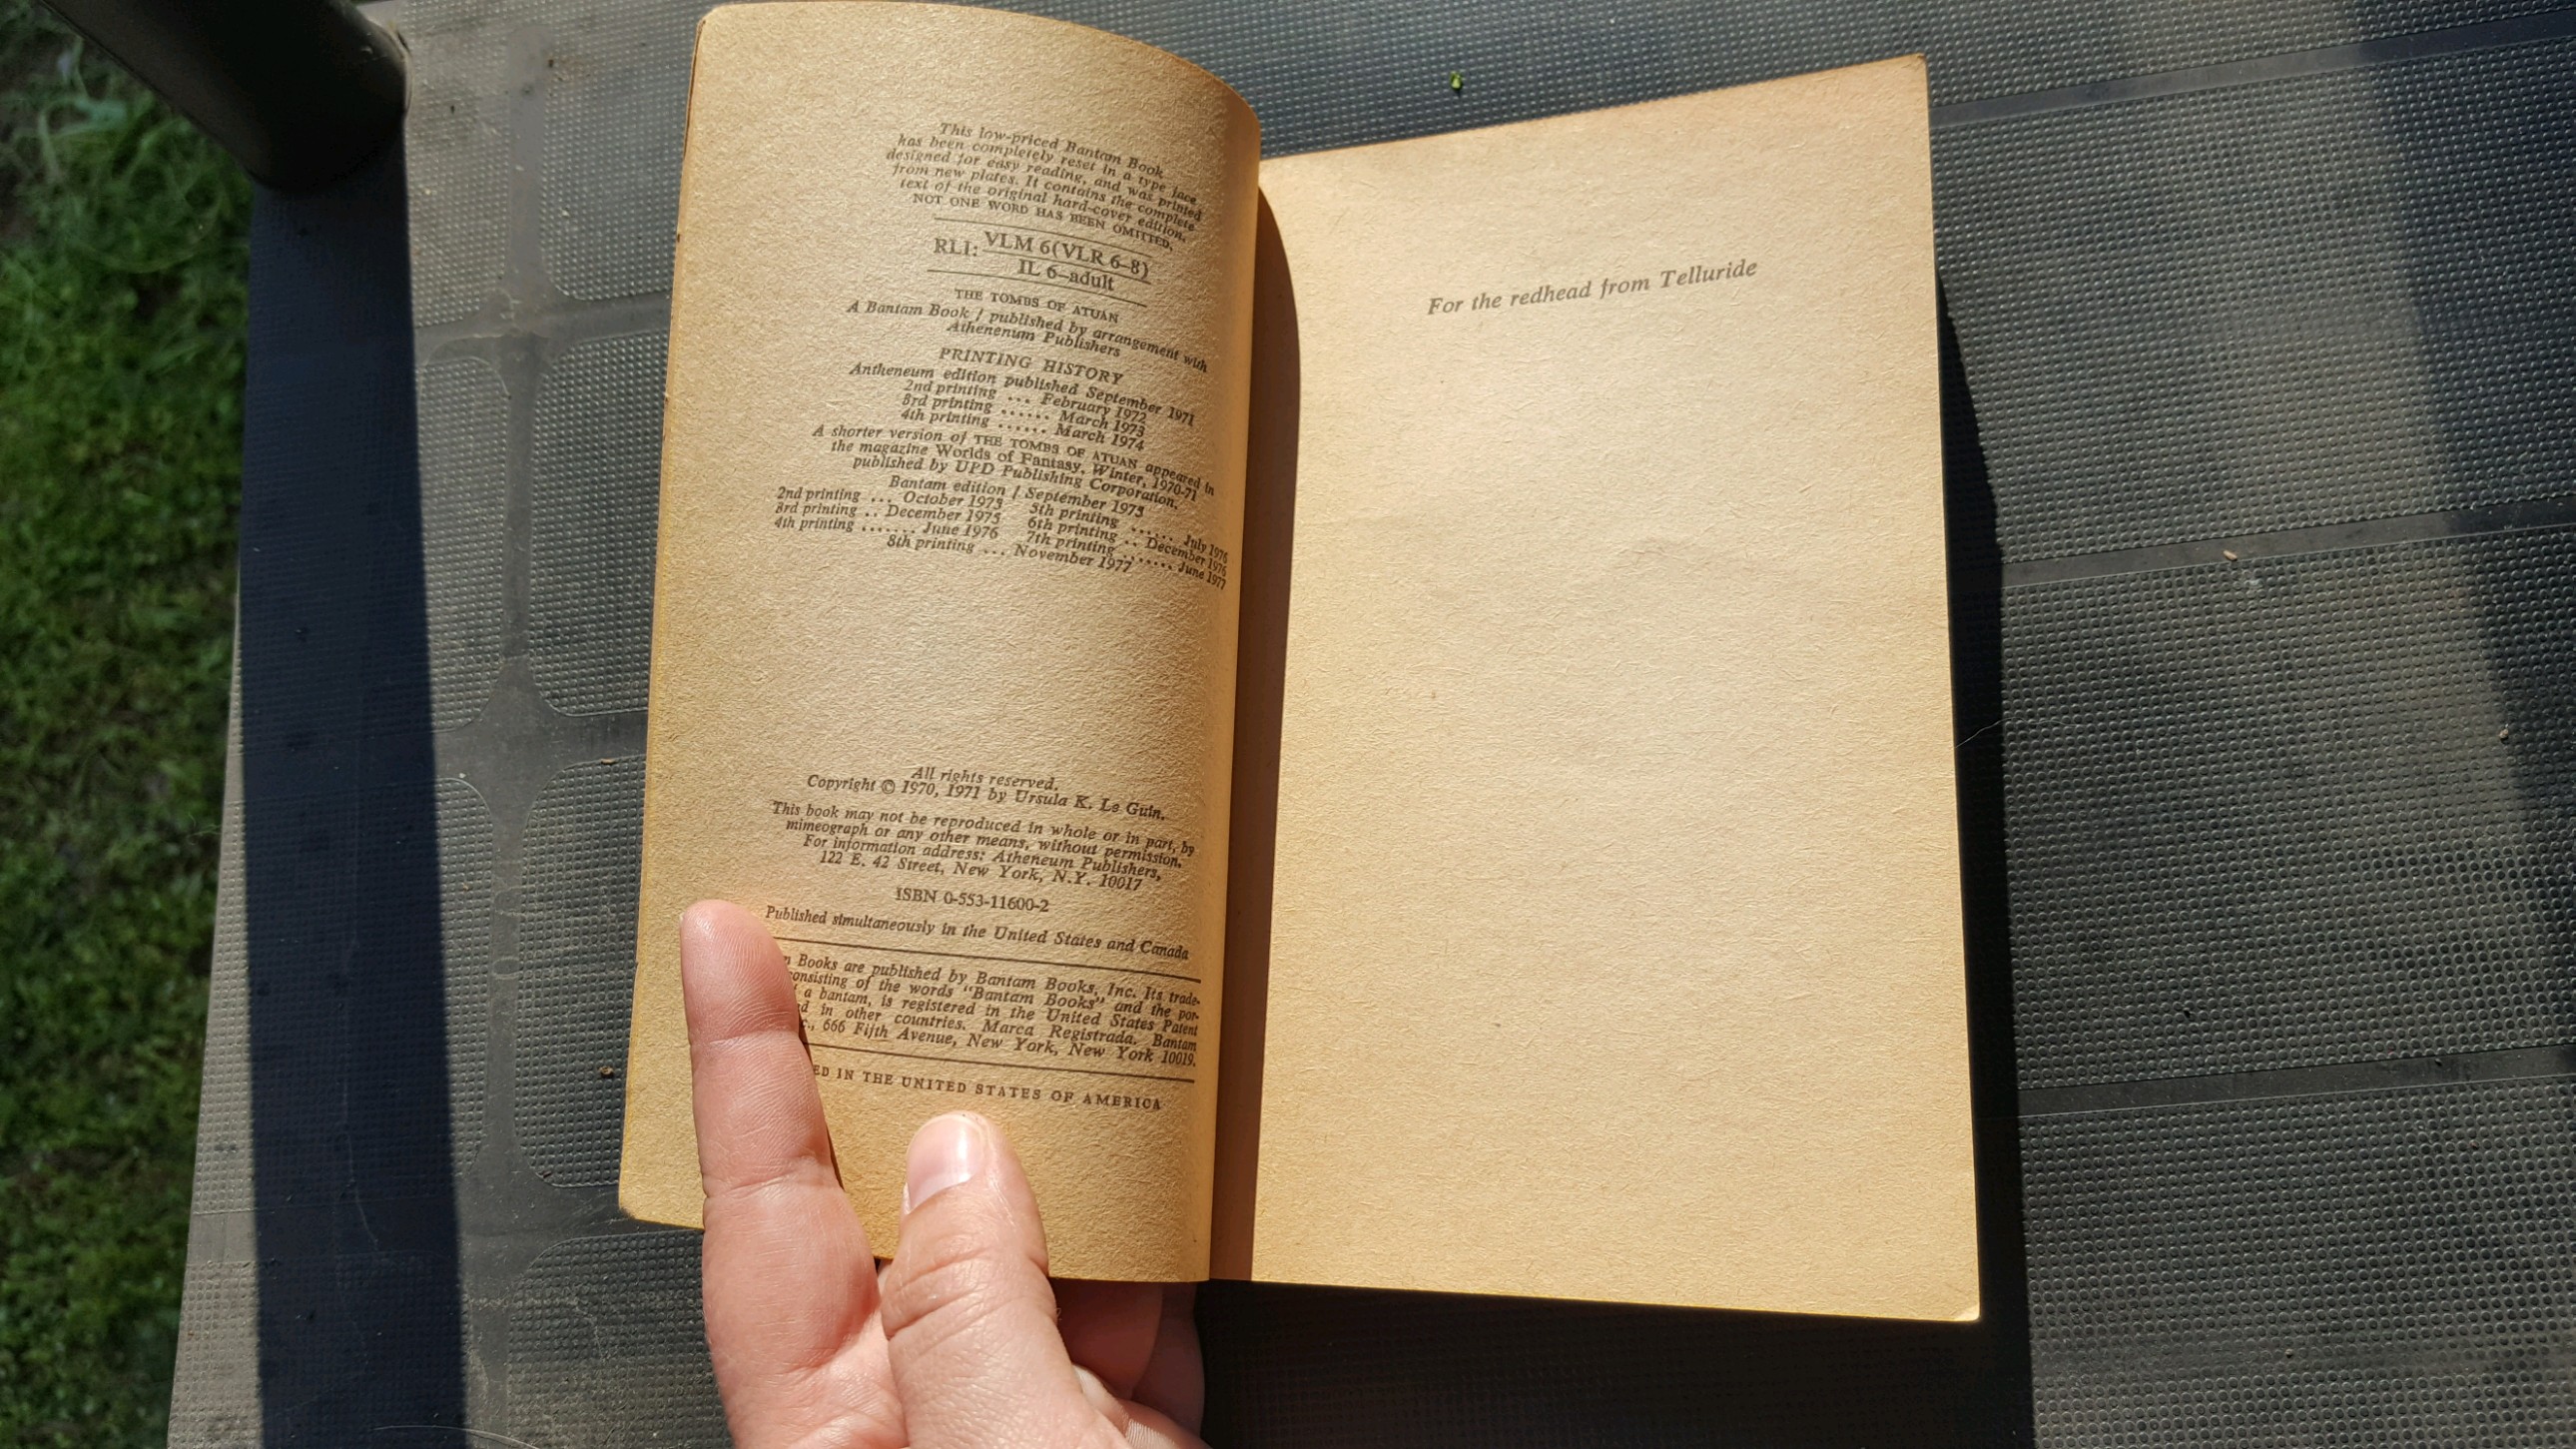 This low-priced Bantam Book
has been completely reset in a type face
designed for easy reading, and was printed
from new plates. It contains the complete
text of the original hard-cover edition.
NOT ONE WORD HAS BEEN OMITTED.
RLI: VLM 6 (VLR 6–8)
IL 6–adult
THE TOMBS OF ATUAN
A Bantam Book / published by arrangement with
Athenenum Publishers
PRINTING HISTORY
Antheneum edition published September 1971
2nd printing ... February 1972
3rd printing ...... March 1973
4th printing ...... March 1974
A shorter version of THE TOMBS OF ATUAN appeared in
the magazine Worlds of Fantasy, Winter, 1970-71
published by UPD Publishing Corporation.
Bantam edition / September 1975
2nd printing ... October 1973 5th printing ....... July 1976
3rd printing .. December 1975 6th printing .. December 1976
4th printing ....... June 1976 7th printing ....... June 1977
8th printing ... November 1977
All rights reserved.
Copyright © 1970, 1971 by Ursula K. Le Guin.
This book may not be reproduced in whole or in part, by
mimeograph or any other means, without permission.
For information address: Atheneum Publishers,
122 E. 42 Street, New York, N.Y. 10017
ISBN 0-553-11600-2
Published simultaneously in the United States and Canada
Books are published by Bantam Books, Inc. Its trade-
consisting of the words "Bantam Books" and the por-
a bantam, is registered in the United States Patent
in other countries. Marca Registrada. Bantam
666 Fifth Avenue, New York, New York 10019.
IN THE UNITED STATES OF AMERICA
For the redhead from Telluride